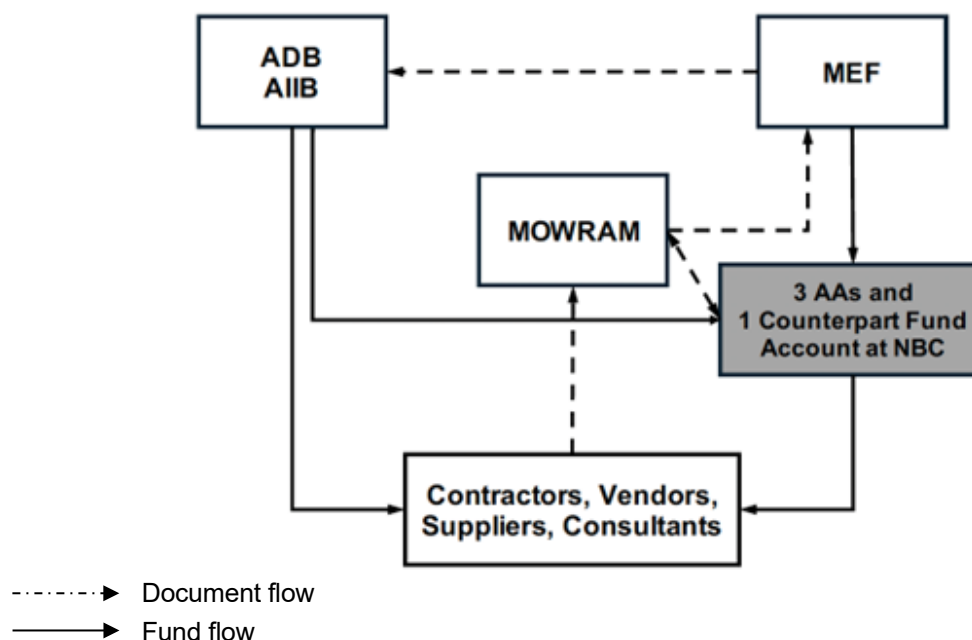 ADB
AIIB
MEF
MOWRAM
3 AAs and
1 Counterpart Fund
Account at NBC
Contractors, Vendors,
Suppliers, Consultants
Document flow
Fund flow